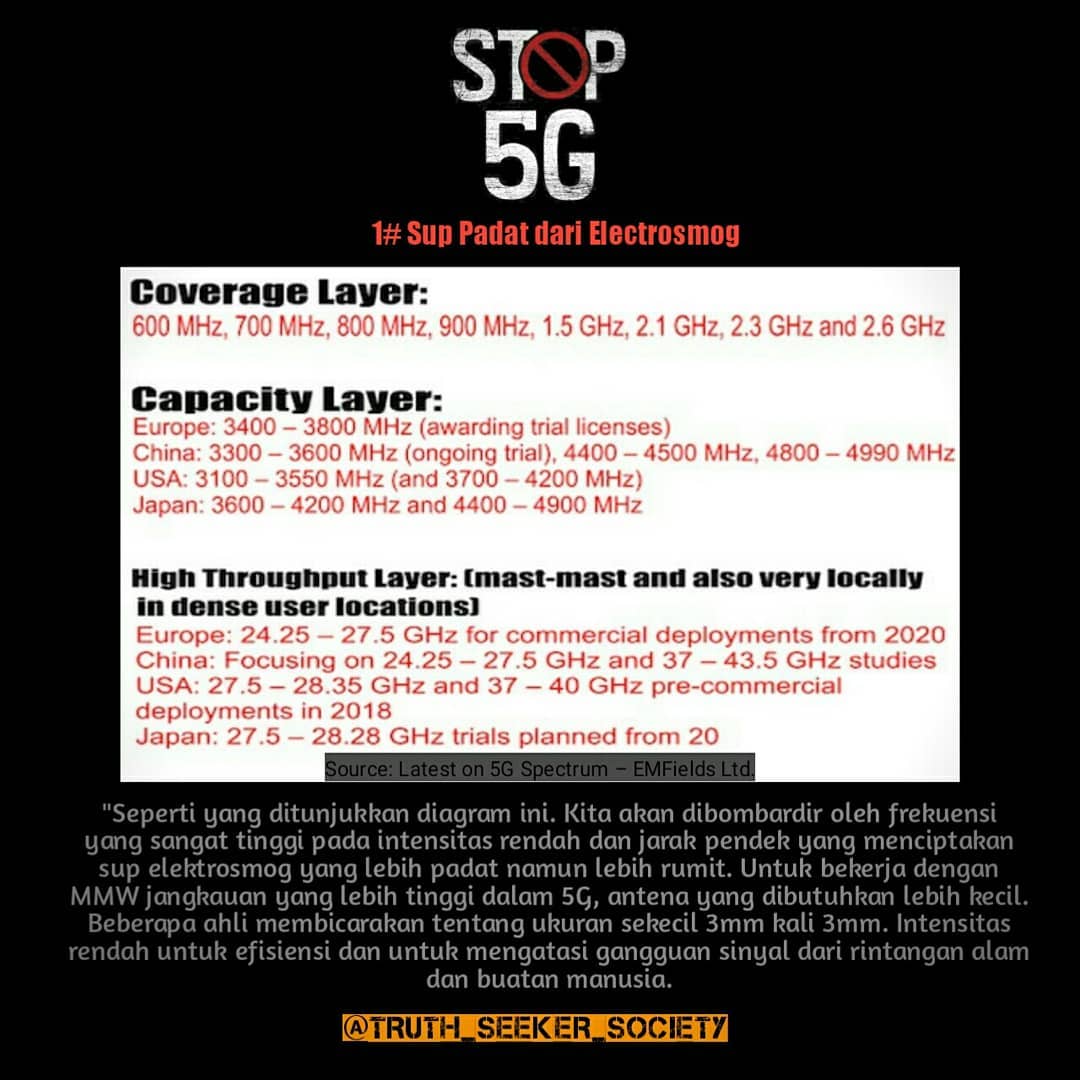 STOP
5G
1# Sup Padat dari Electrosmog
Coverage Layer:
600 MHz, 700 MHz, 800 MHz, 900 MHz, 1.5 GHz, 2.1 GHz, 2.3 GHz and 2.6 GHz
Capacity Layer:
Europe: 3400 – 3800 MHz (awarding trial licenses)
China: 3300 – 3600 MHz (ongoing trial), 4400 – 4500 MHz, 4800 – 4990 MHz
USA: 3100 – 3550 MHz (and 3700 – 4200 MHz)
Japan: 3600 – 4200 MHz and 4400 – 4900 MHz
High Throughput Layer: (mast-mast and also very locally
in dense user locations)
Europe: 24.25 – 27.5 GHz for commercial deployments from 2020
China: Focusing on 24.25 – 27.5 GHz and 37 – 43.5 GHz studies
USA: 27.5 – 28.35 GHz and 37 – 40 GHz pre-commercial
deployments in 2018
Japan: 27.5 – 28.28 GHz trials planned from 20
Source: Latest on 5G Spectrum – EMFields Ltd.
"Seperti yang ditunjukkan diagram ini. Kita akan dibombardir oleh frekuensi
yang sangat tinggi pada intensitas rendah dan jarak pendek yang menciptakan
sup elektrosmog yang lebih padat namun lebih rumit. Untuk bekerja dengan
MMW jangkauan yang lebih tinggi dalam 5G, antena yang dibutuhkan lebih kecil.
Beberapa ahli membicarakan tentang ukuran sekecil 3mm kali 3mm. Intensitas
rendah untuk efisiensi dan untuk mengatasi gangguan sinyal dari rintangan alam
dan buatan manusia.
@TRUTH_SEEKER_SOCIETY